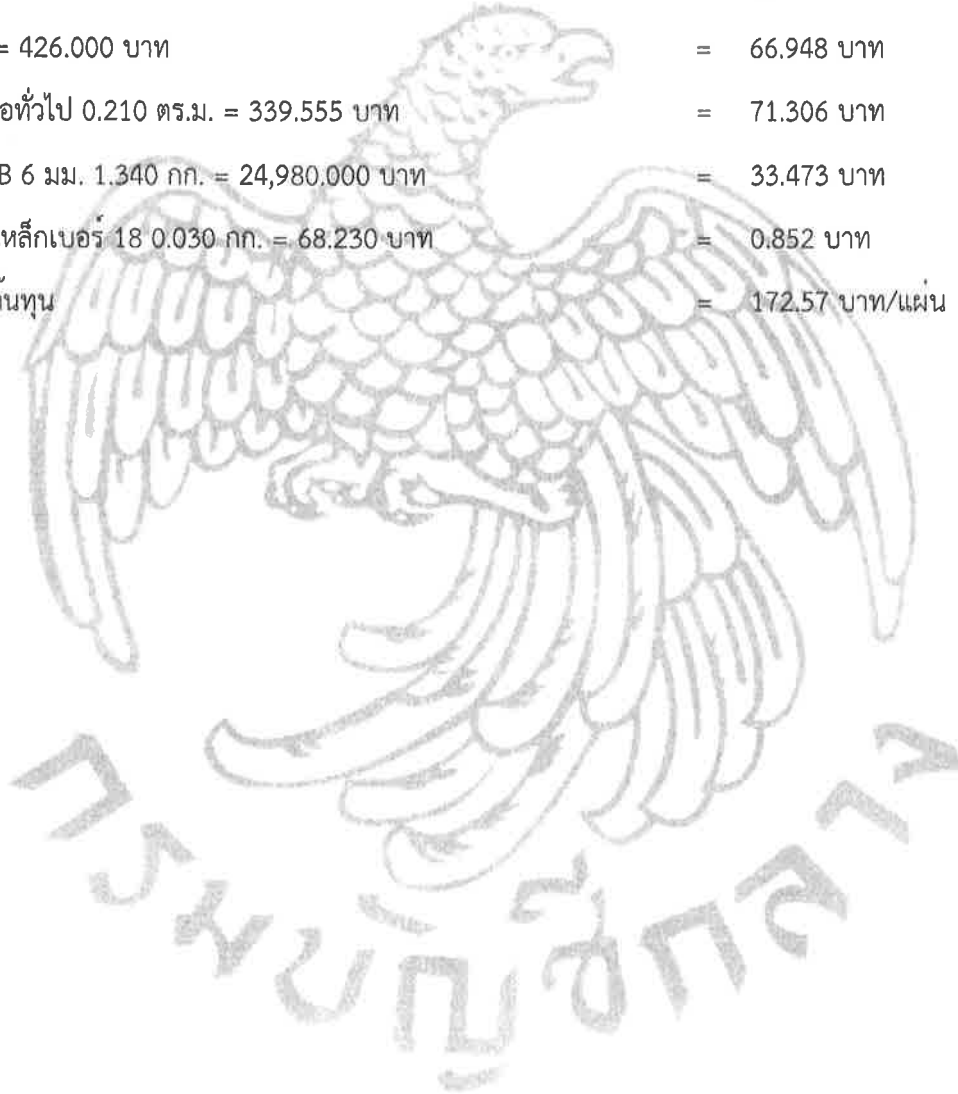 = 426.000 บาท = 66.948 บาท
อทั่วไป 0.210 ตร.ม. = 339.555 บาท = 71.306 บาท
B 6 มม. 1.340 กก. = 24,980.000 บาท = 33.473 บาท
หล็กเบอร์ 18 0.030 กก. = 68.230 บาท = 0.852 บาท
้นทุน = 172.57 บาท/แผ่น
กรมบัญชีกลาง